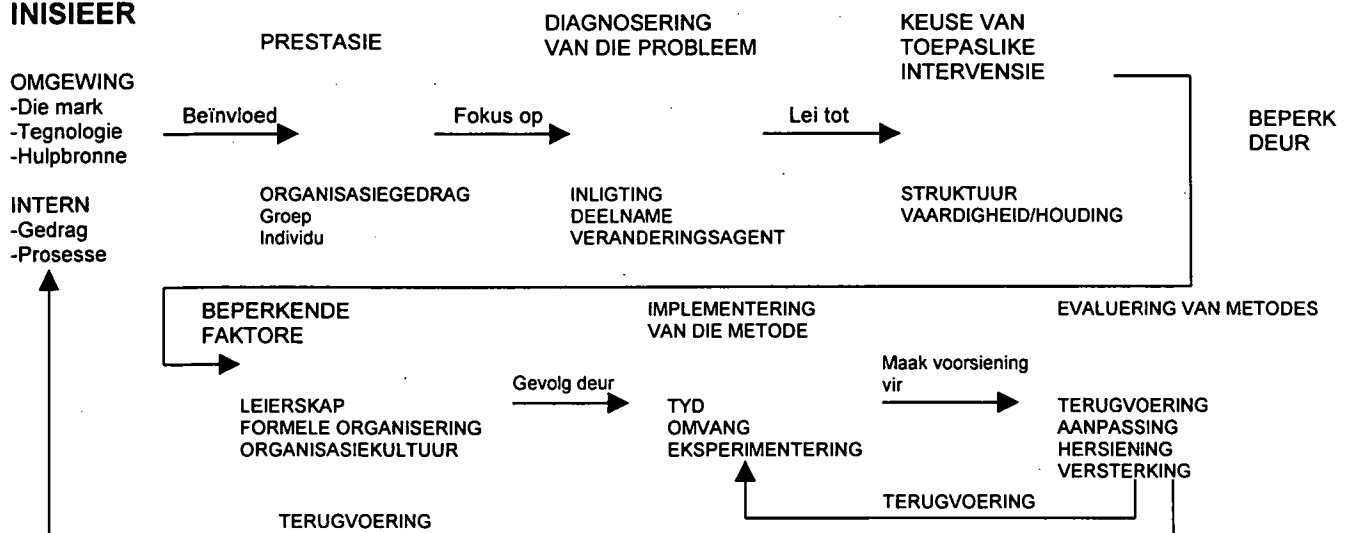 INISIEER
PRESTASIE
DIAGNOSERING
VAN DIE PROBLEEM
KEUSE VAN
TOEPASLIKE
INTERVENSIE
OMGEWING
-Die mark
-Tegnologie
-Hulpbronne
Beïnvloed
Fokus op
Lei tot
BEPERK
DEUR
INTERN
-Gedrag
-Prosesse
ORGANISASIEGEDRAG
Groep
Individu
INLIGTING
DEELNAME
VERANDERINGSAGENT
STRUKTUUR
VAARDIGHEID/HOUDING
BEPERKENDE
FAKTORE
IMPLEMENTERING
VAN DIE METODE
EVALUERING VAN METODES
LEIERSKAP
FORMELE ORGANISERING
ORGANISASIEKULTUUR
Gevolg deur
TYD
OMVANG
EKSPERIMENTERING
Maak voorsiening
vir
TERUGVOERING
AANPASSING
HERSIENING
VERSTERKING
TERUGVOERING
TERUGVOERING